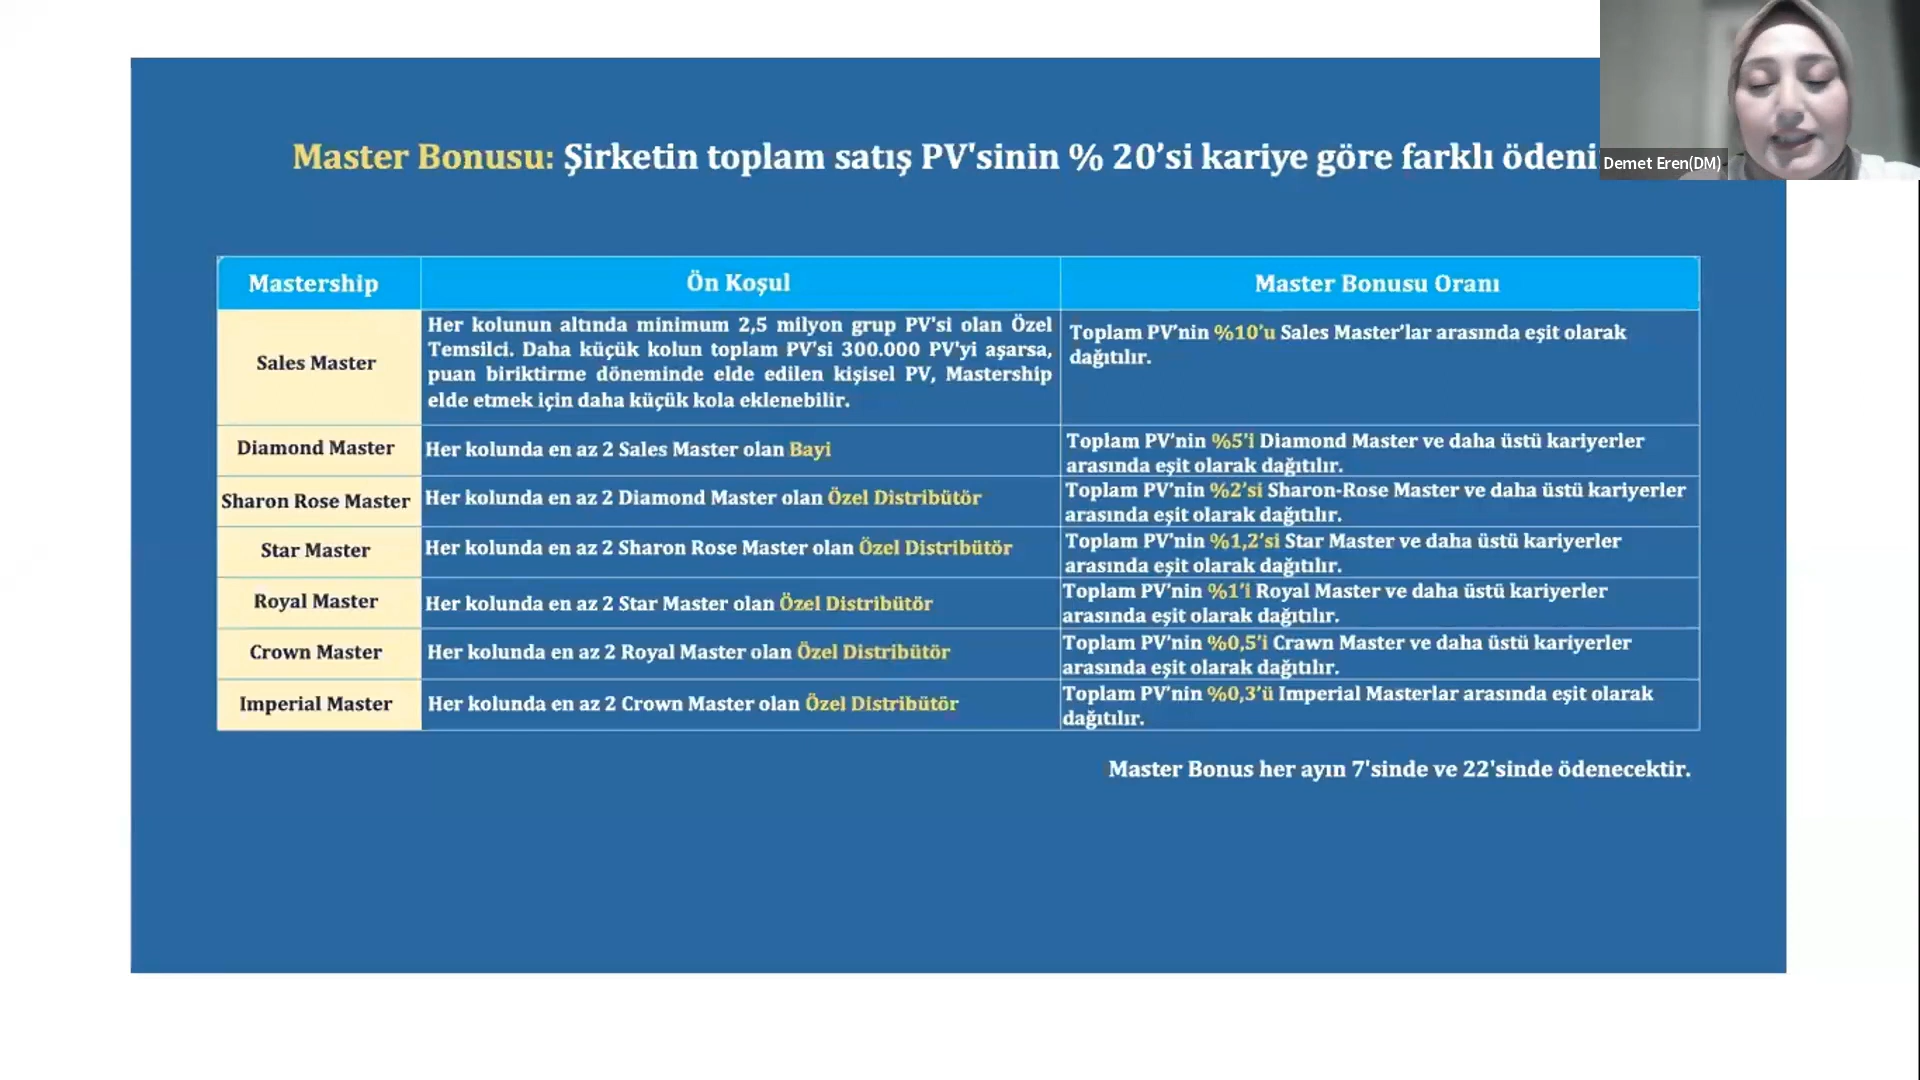 Master Bonusu: Şirketin toplam satış PV'sinin % 20’si kariye göre farklı ödeni
Demet Eren(DM)
Mastership
Ön Koşul
Master Bonusu Oranı
Sales Master
Her kolunun altında minimum 2,5 milyon grup PV'si olan Özel
Temsilci. Daha küçük kolun toplam PV’si 300.000 PV'yi aşarsa,
puan biriktirme döneminde elde edilen kişisel PV, Mastership
elde etmek için daha küçük kola eklenebilir.
Toplam PV’nin %10’u Sales Master’lar arasında eşit olarak
dağıtılır.
Diamond Master
Her kolunda en az 2 Sales Master olan Bayi
Toplam PV’nin %5’i Diamond Master ve daha üstü kariyerler
arasında eşit olarak dağıtılır.
Sharon Rose Master
Her kolunda en az 2 Diamond Master olan Özel Distribütör
Toplam PV’nin %2’si Sharon-Rose Master ve daha üstü kariyerler
arasında eşit olarak dağıtılır.
Star Master
Her kolunda en az 2 Sharon Rose Master olan Özel Distribütör
Toplam PV’nin %1,2’si Star Master ve daha üstü kariyerler
arasında eşit olarak dağıtılır.
Royal Master
Her kolunda en az 2 Star Master olan Özel Distribütör
Toplam PV’nin %1’i Royal Master ve daha üstü kariyerler
arasında eşit olarak dağıtılır.
Crown Master
Her kolunda en az 2 Royal Master olan Özel Distribütör
Toplam PV’nin %0,5’i Crawn Master ve daha üstü kariyerler
arasında eşit olarak dağıtılır.
Imperial Master
Her kolunda en az 2 Crown Master olan Özel Distribütör
Toplam PV’nin %0,3’ü Imperial Masterlar arasında eşit olarak
dağıtılır.
Master Bonus her ayın 7'sinde ve 22'sinde ödenecektir.